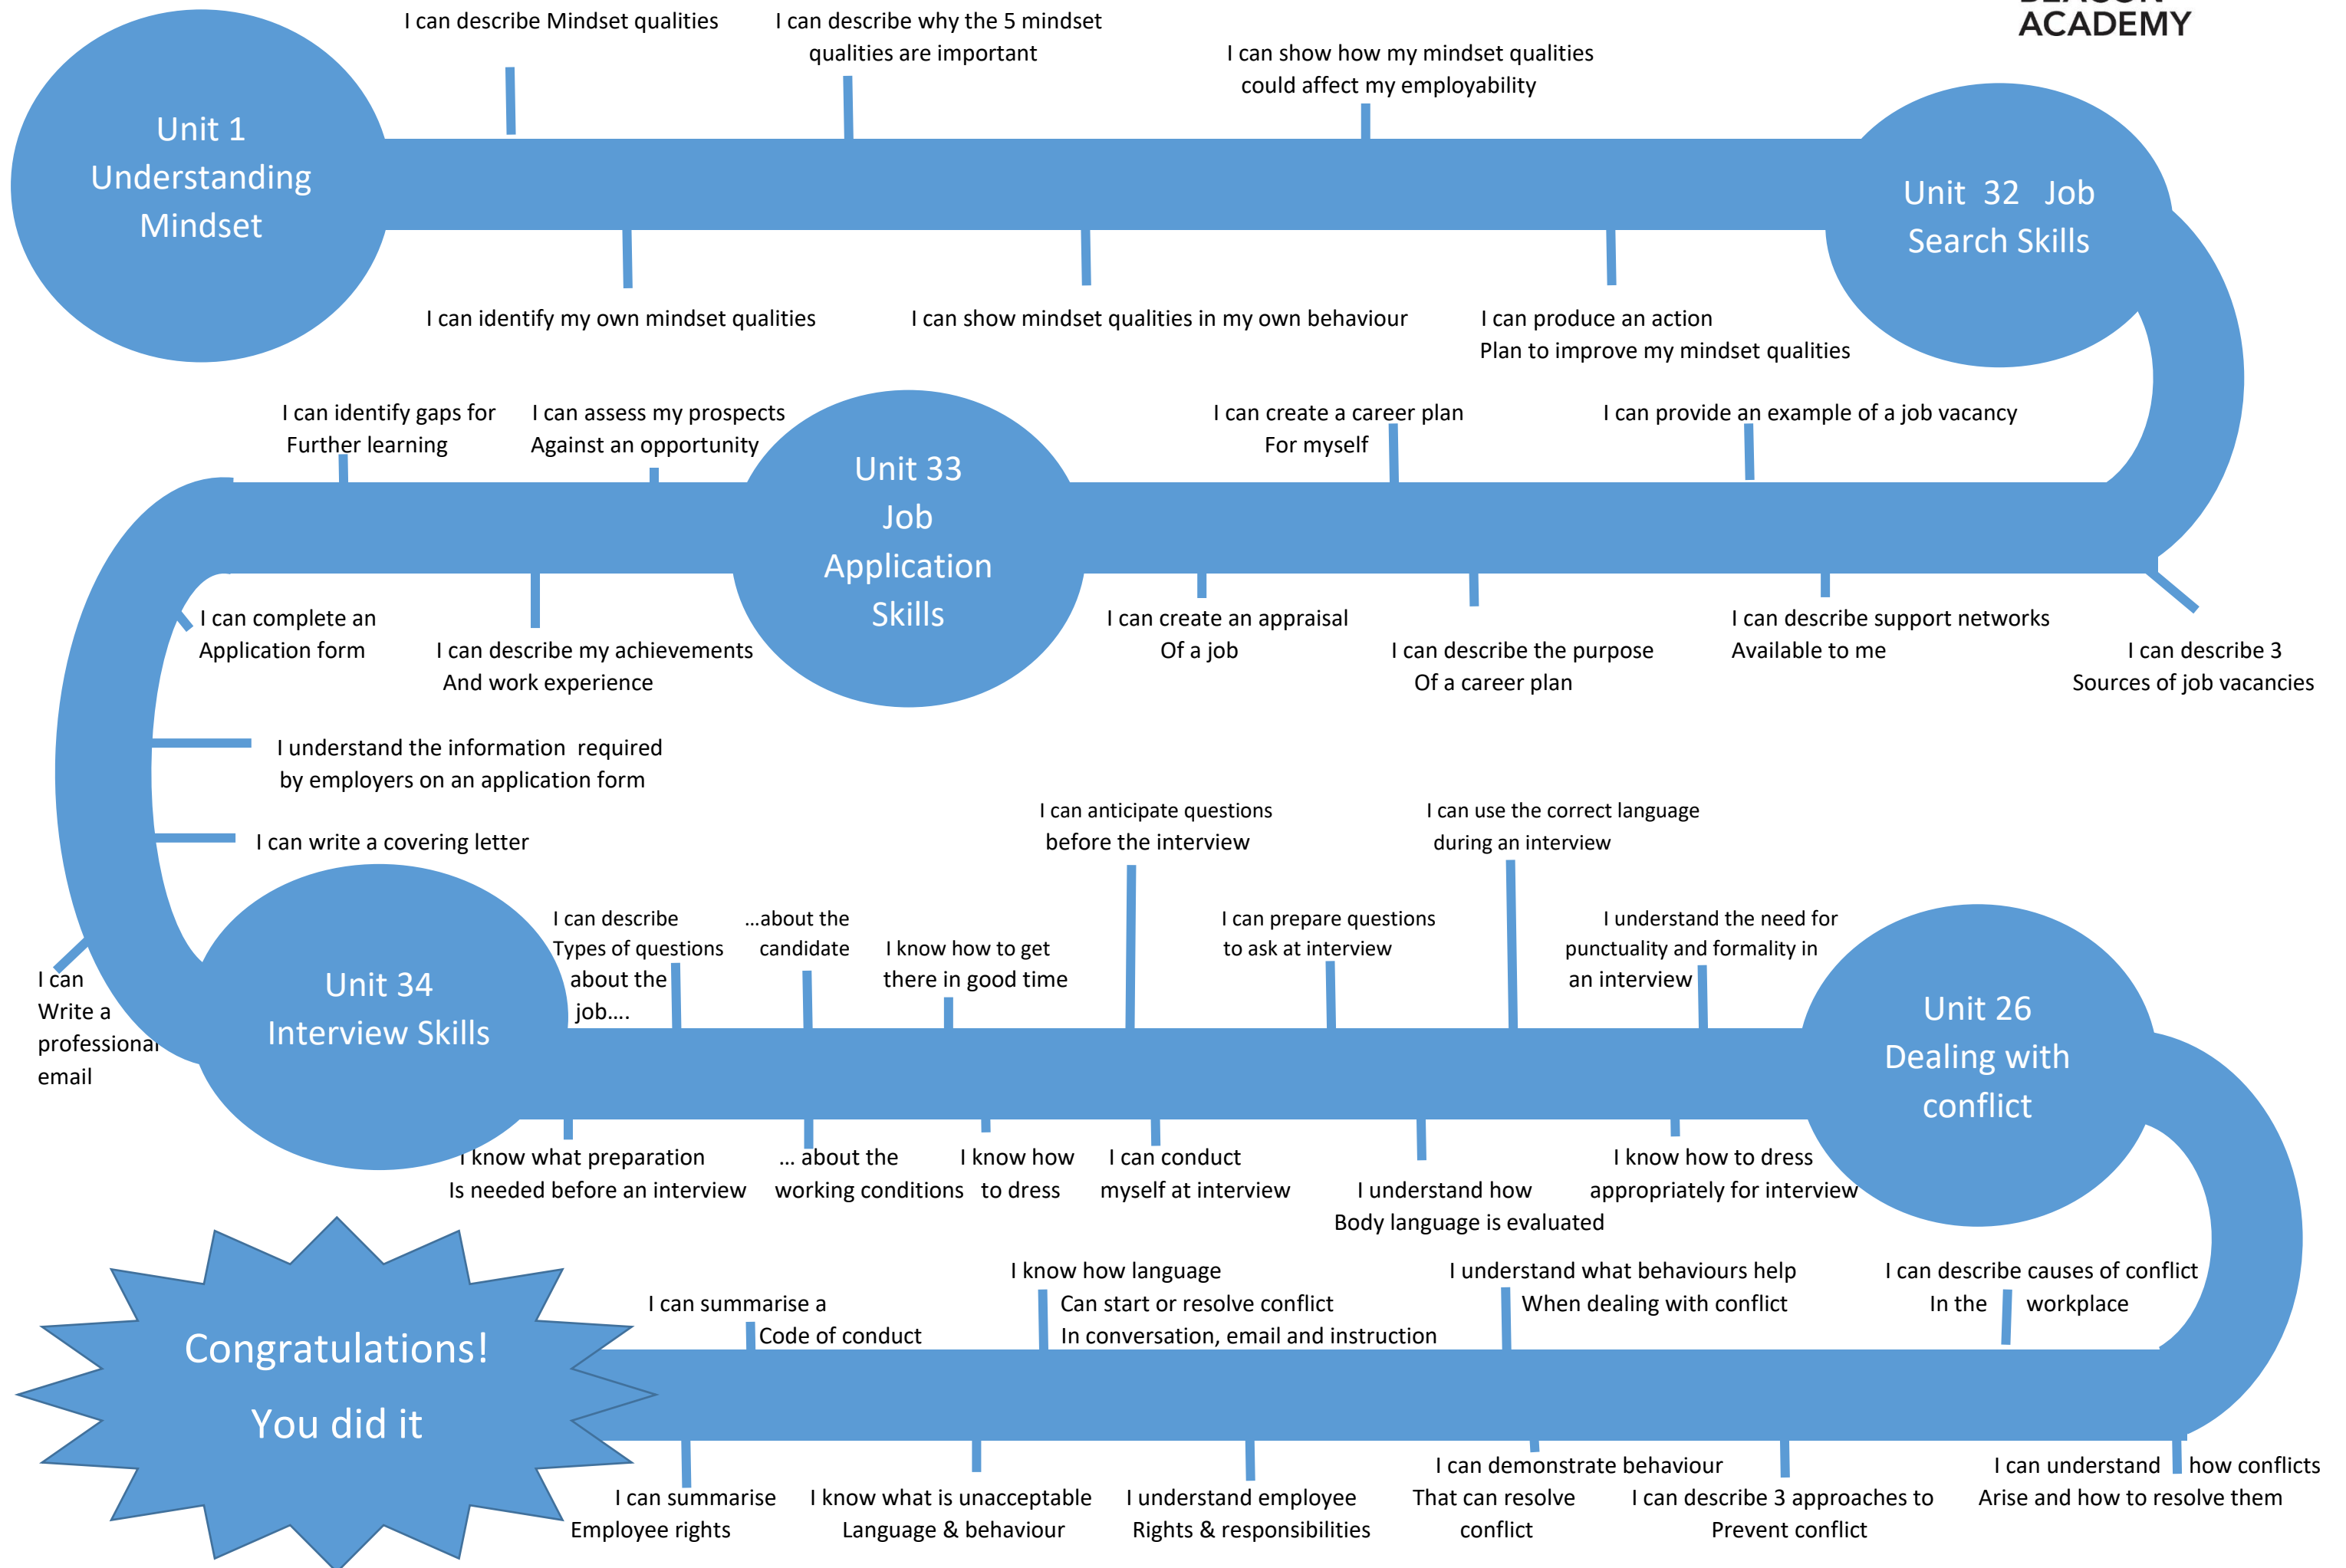 BEACON
ACADEMY
I can describe Mindset qualities
I can describe why the 5 mindset
qualities are important
I can show how my mindset qualities
could affect my employability
Unit 1
Understanding
Mindset
Unit 32 Job
Search Skills
I can identify my own mindset qualities
I can show mindset qualities in my own behaviour
I can produce an action
Plan to improve my mindset qualities
I can identify gaps for
Further learning
I can assess my prospects
Against an opportunity
Unit 33
Job
Application
Skills
I can create a career plan
For myself
I can provide an example of a job vacancy
I can complete an
Application form
I can describe my achievements
And work experience
I can create an appraisal
Of a job
I can describe the purpose
Of a career plan
I can describe support networks
Available to me
I can describe 3
Sources of job vacancies
I understand the information required
by employers on an application form
I can write a covering letter
I can
Write a
professional
email
Unit 34
Interview Skills
I can describe
Types of questions
about the
job....
...about the
candidate
I know how to get
there in good time
I can anticipate questions
before the interview
I can prepare questions
to ask at interview
I can use the correct language
during an interview
I understand the need for
punctuality and formality in
an interview
Unit 26
Dealing with
conflict
I know what preparation
Is needed before an interview
... about the
working conditions
I know how
to dress
I can conduct
myself at interview
I understand how
Body language is evaluated
I know how to dress
appropriately for interview
Congratulations!
You did it
I can summarise a
Code of conduct
I know how language
Can start or resolve conflict
In conversation, email and instruction
I understand what behaviours help
When dealing with conflict
I can describe causes of conflict
In the workplace
I can summarise
Employee rights
I know what is unacceptable
Language & behaviour
I understand employee
Rights & responsibilities
I can demonstrate behaviour
That can resolve
conflict
I can describe 3 approaches to
Prevent conflict
I can understand how conflicts
Arise and how to resolve them